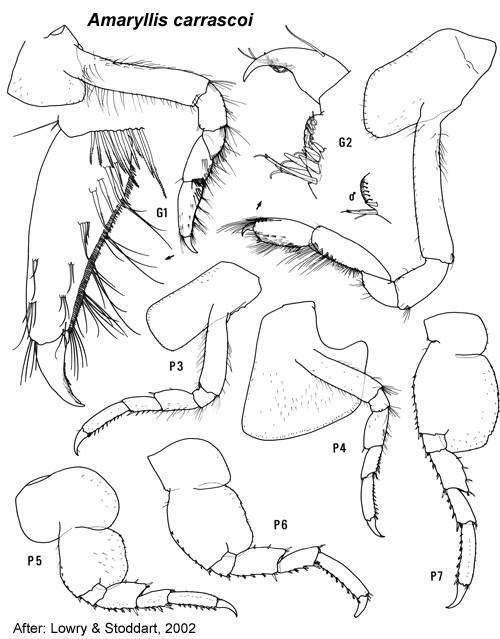 Amaryllis carrascoi
G2
♂
G1
P3
P4
P6
P5
P7
After: Lowry & Stoddart, 2002